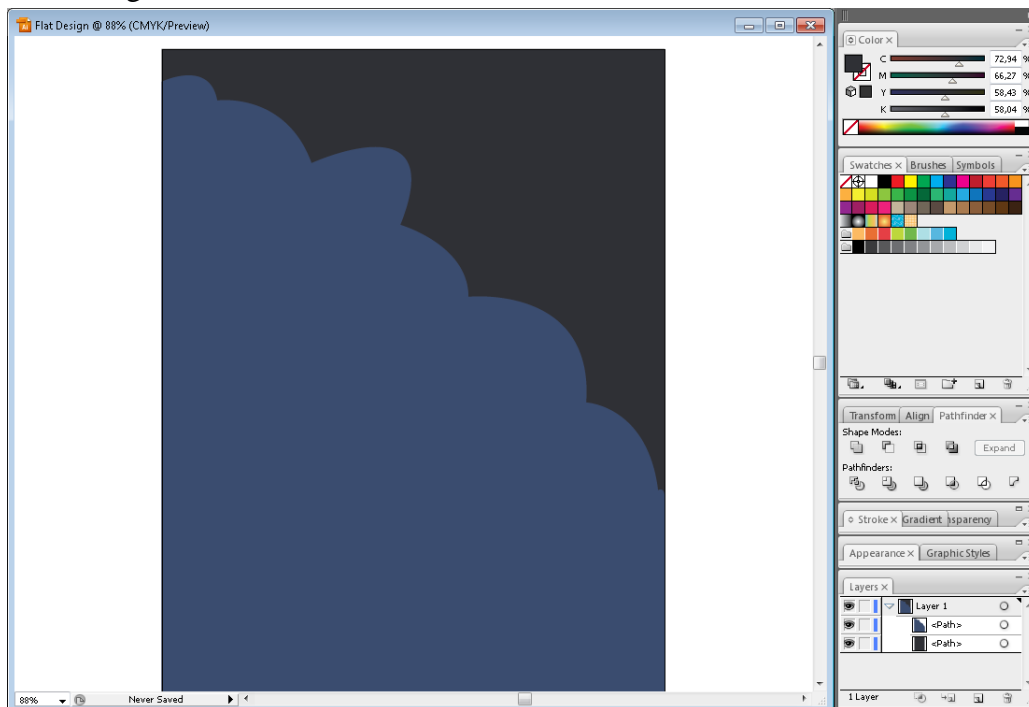 Flat Design @ 88% (CMYK/Preview)
Color ×
C 72,94 %
M 66,27 %
Y 58,43 %
K 58,04 %
Swatches × Brushes Symbols
Transform Align Pathfinder ×
Shape Modes:
Expand
Pathfinders:
Stroke × Gradient nsparency
Appearance × Graphic Styles
Layers ×
Layer 1
<Path>
<Path>
88% Never Saved
1 Layer